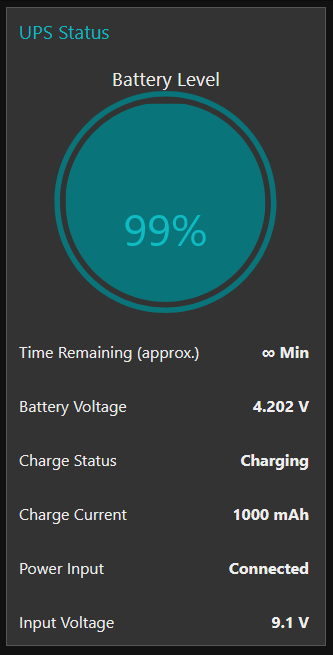 UPS Status
Battery Level
99%
Time Remaining (approx.) ∞ Min
Battery Voltage 4.202 V
Charge Status Charging
Charge Current 1000 mAh
Power Input Connected
Input Voltage 9.1 V